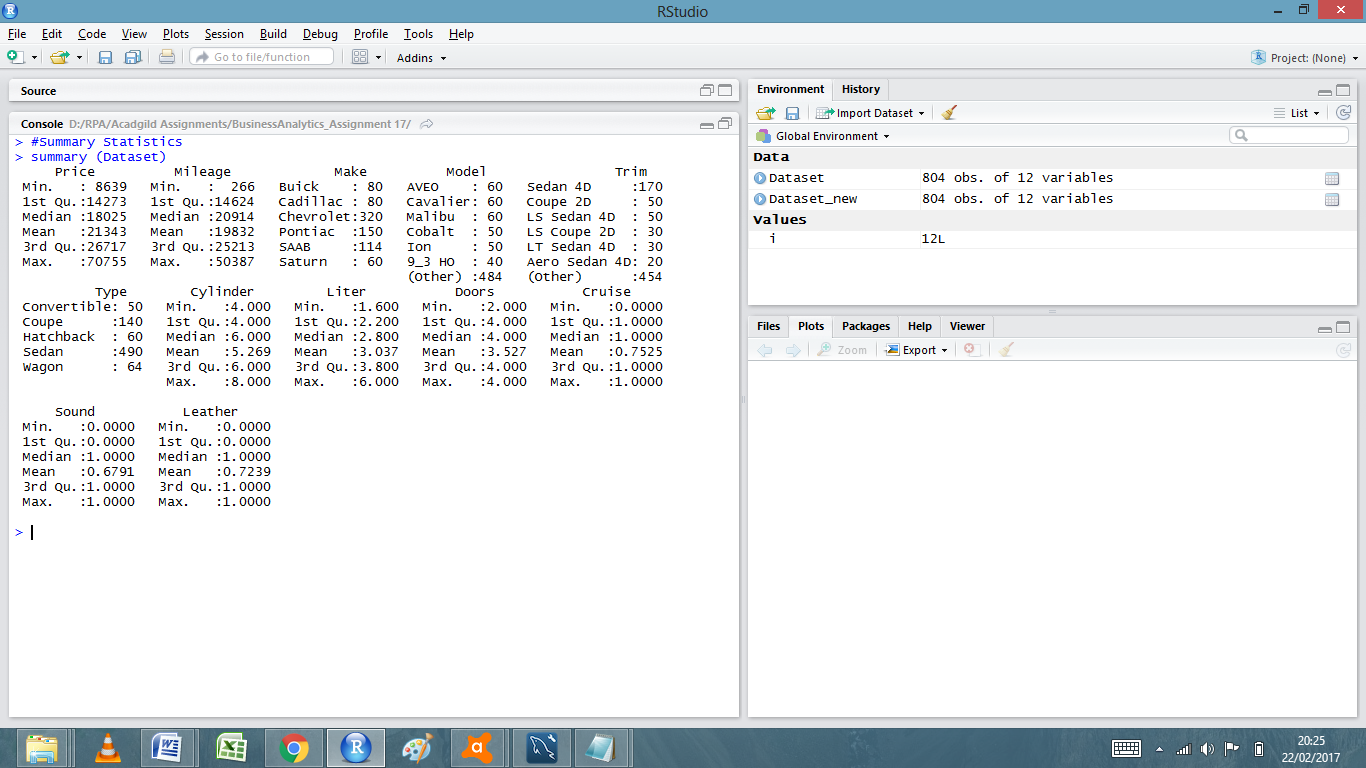 RStudio
File Edit Code View Plots Session Build Debug Profile Tools Help
Go to file/function Addins Project: (None)
Source
Console D:/RPA/Acadgild Assignments/BusinessAnalytics_Assignment 17/
> #Summary Statistics
> summary (Dataset)
Price Mileage Make Model Trim
Min. : 8639 Min. : 266 Buick : 80 AVEO : 60 Sedan 4D :170
1st Qu.:14273 1st Qu.:14624 Cadillac : 80 Cavalier: 60 Coupe 2D : 50
Median :18025 Median :20914 Chevrolet:320 Malibu : 60 LS Sedan 4D : 50
Mean :21343 Mean :19832 Pontiac :150 Cobalt : 50 LS Coupe 2D : 30
3rd Qu.:26717 3rd Qu.:25213 SAAB :114 Ion : 50 LT Sedan 4D : 30
Max. :70755 Max. :50387 Saturn : 60 9_3 HO : 40 Aero Sedan 4D: 20
(Other) :484 (Other) :454
Type Cylinder Liter Doors Cruise
Convertible: 50 Min. :4.000 Min. :1.600 Min. :2.000 Min. :0.0000
Coupe :140 1st Qu.:4.000 1st Qu.:2.200 1st Qu.:4.000 1st Qu.:1.0000
Hatchback : 60 Median :6.000 Median :2.800 Median :4.000 Median :1.0000
Sedan :490 Mean :5.269 Mean :3.037 Mean :3.527 Mean :0.7525
Wagon : 64 3rd Qu.:6.000 3rd Qu.:3.800 3rd Qu.:4.000 3rd Qu.:1.0000
Max. :8.000 Max. :6.000 Max. :4.000 Max. :1.0000
Sound Leather
Min. :0.0000 Min. :0.0000
1st Qu.:0.0000 1st Qu.:0.0000
Median :1.0000 Median :1.0000
Mean :0.6791 Mean :0.7239
3rd Qu.:1.0000 3rd Qu.:1.0000
Max. :1.0000 Max. :1.0000
>
Environment History
Import Dataset List
Global Environment
Data
Dataset 804 obs. of 12 variables
Dataset_new 804 obs. of 12 variables
Values
i 12L
Files Plots Packages Help Viewer
Zoom Export
20:25
22/02/2017